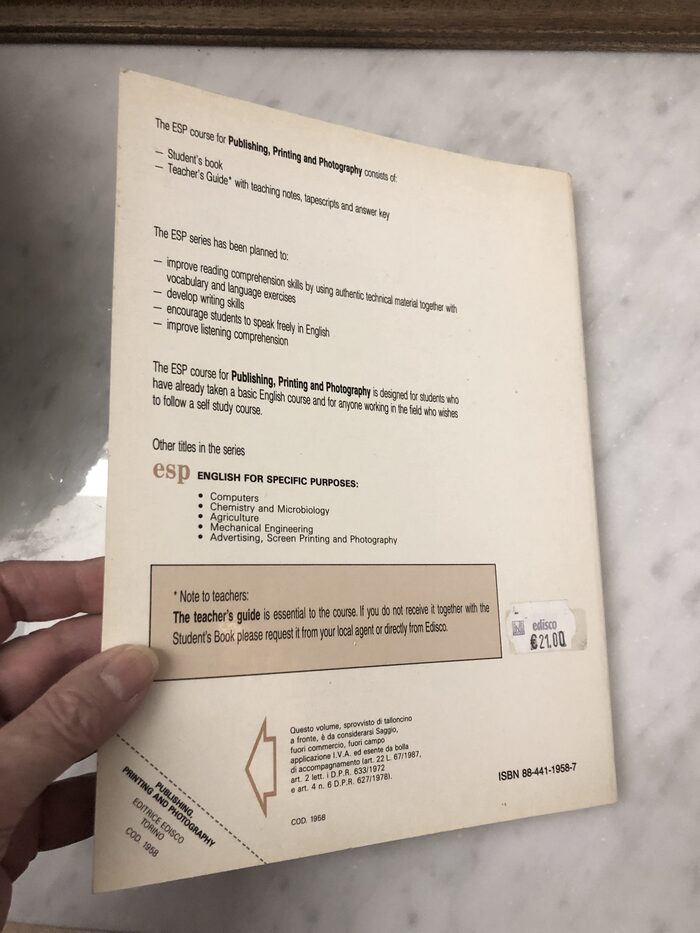 The ESP course for Publishing, Printing and Photography consists of:
— Student's book
— Teacher's Guide* with teaching notes, tapescripts and answer key
The ESP series has been planned to:
— improve reading comprehension skills by using authentic technical material together with
vocabulary and language exercises
— develop writing skills
— encourage students to speak freely in English
— improve listening comprehension
The ESP course for Publishing, Printing and Photography is designed for students who
have already taken a basic English course and for anyone working in the field who wishes
to follow a self study course.
Other titles in the series
esp ENGLISH FOR SPECIFIC PURPOSES:
• Computers
• Chemistry and Microbiology
• Agriculture
• Mechanical Engineering
• Advertising, Screen Printing and Photography
* Note to teachers:
The teacher's guide is essential to the course. If you do not receive it together with the
Student's Book please request it from your local agent or directly from Edisco.
edisco
€21.00
Questo volume, sprovvisto di talloncino
a fronte, è da considerarsi Saggio,
fuori commercio, fuori campo
applicazione I.V.A. ed esente da bolla
di accompagnamento (art. 22 L. 67/1987,
art. 2 lett. i D.P.R. 633/1972
e art. 4 n. 6 D.P.R. 627/1978).
COD. 1958
ISBN 88-441-1958-7
PUBLISHING,
PRINTING AND PHOTOGRAPHY
EDITRICE EDISCO
TORINO
COD. 1958